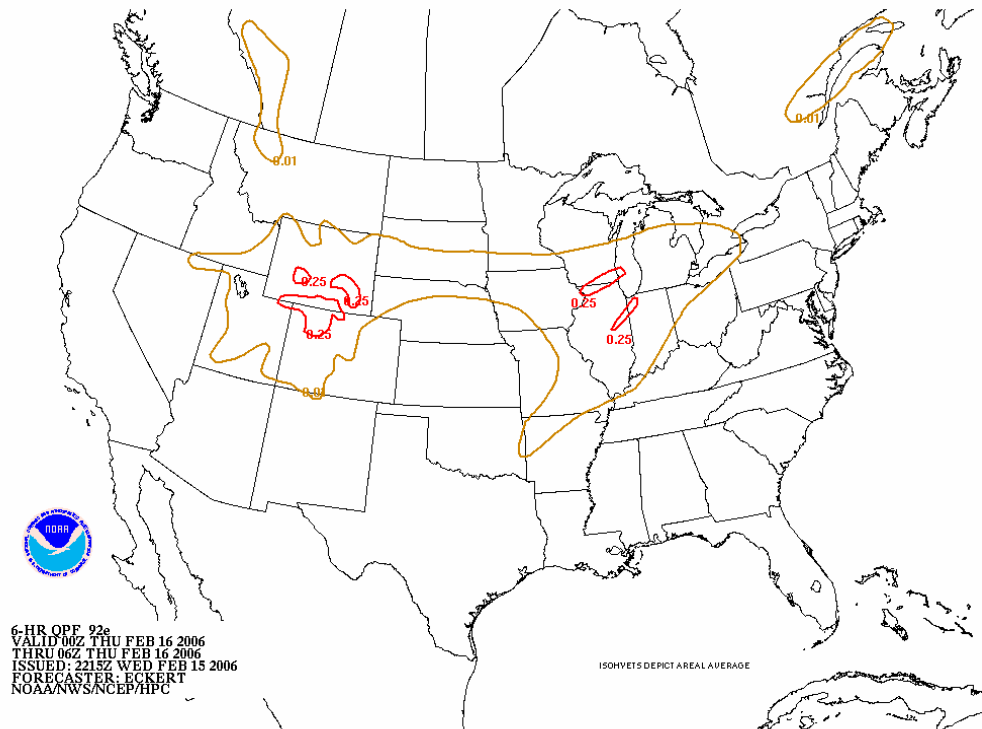 0.01
0.01
0.25
0.25
0.25
0.25
0.25
0.01
NOAA
6-HR QPF 92e
VALID 00Z THU FEB 16 2006
THRU 06Z THU FEB 16 2006
ISSUED: 2215Z WED FEB 15 2006
FORECASTER: ECKERT
NOAA/NWS/NCEP/HPC
ISOHYETS DEPICT AREAL AVERAGE